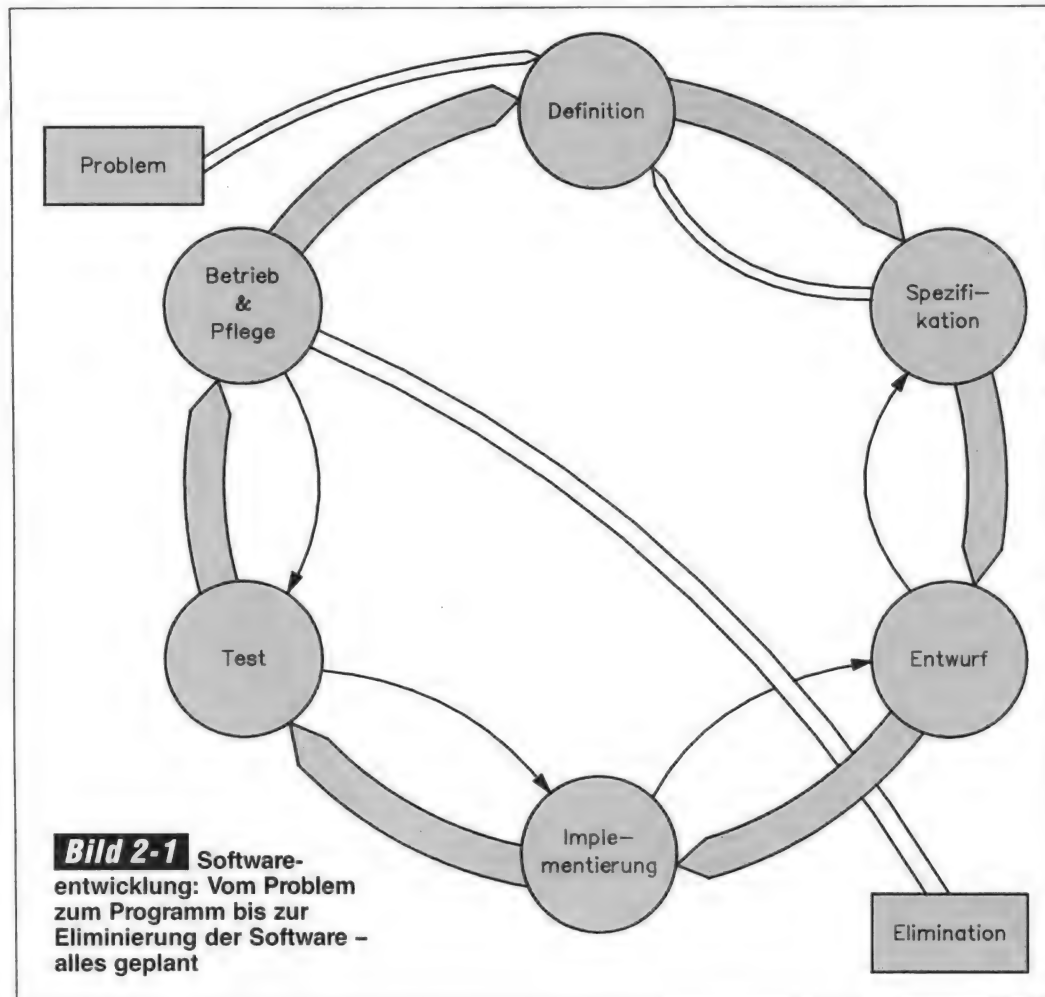 Definition
Problem
Betrieb
&
Pflege
Spezifi-
kation
Test
Entwurf
Imple-
mentierung
Bild 2-1 Software-
entwicklung: Vom Problem
zum Programm bis zur
Eliminierung der Software –
alles geplant
Elimination